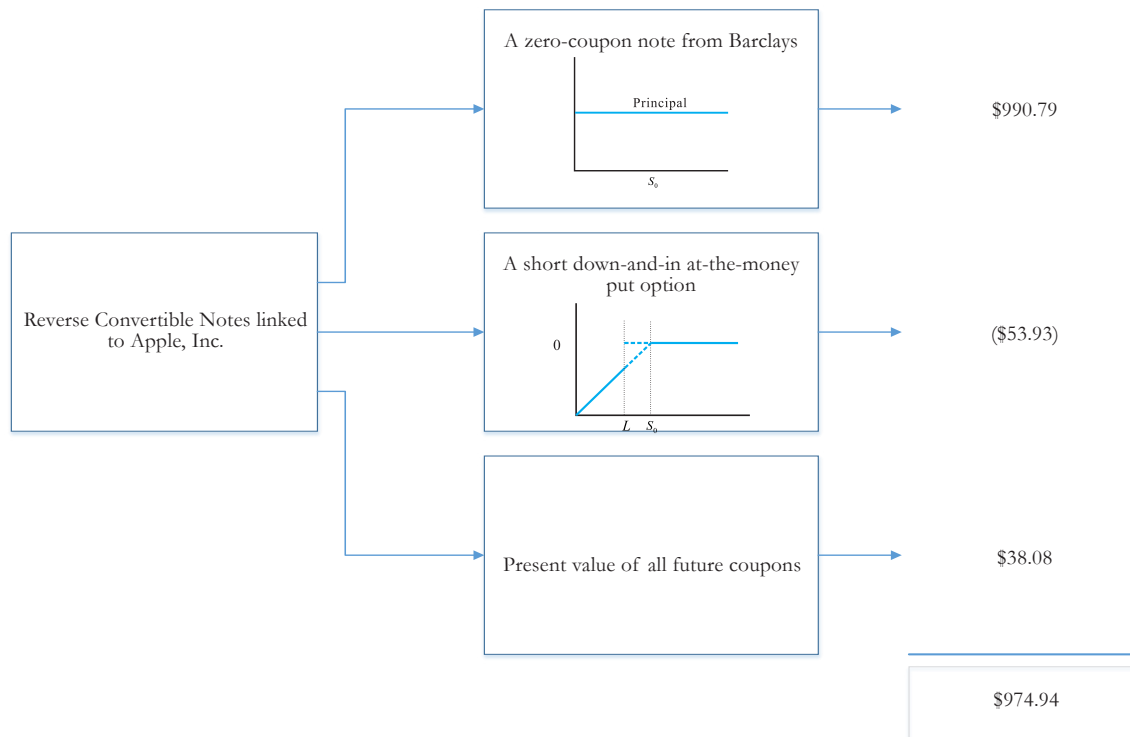 A zero-coupon note from Barclays
Principal
S₀
$990.79
Reverse Convertible Notes linked
to Apple, Inc.
A short down-and-in at-the-money
put option
0
L S₀
($53.93)
Present value of all future coupons
$38.08
$974.94